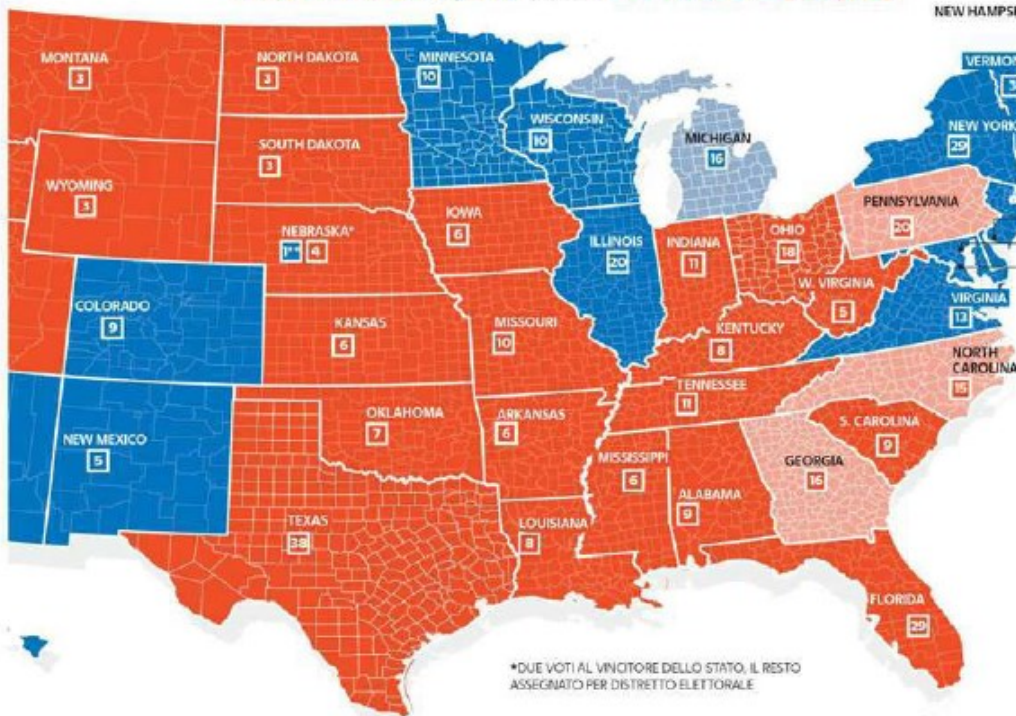 NEW HAMPSH
MONTANA
3
NORTH DAKOTA
3
MINNESOTA
10
VERMON
3
WISCONSIN
10
MICHIGAN
16
NEW YORK
29
SOUTH DAKOTA
3
WYOMING
3
IOWA
6
PENNSYLVANIA
20
NEBRASKA*
1** 4
ILLINOIS
20
INDIANA
11
OHIO
18
W. VIRGINIA
5
COLORADO
9
VIRGINIA
13
KANSAS
6
MISSOURI
10
KENTUCKY
8
NORTH
CAROLINA
15
TENNESSEE
11
OKLAHOMA
7
ARKANSAS
6
S. CAROLINA
9
NEW MEXICO
5
MISSISSIPPI
6
GEORGIA
16
ALABAMA
9
TEXAS
38
LOUISIANA
8
FLORIDA
29
*DUE VOTI AL VINCITORE DELLO STATO, IL RESTO
ASSEGNATO PER DISTRETTO ELETTORALE